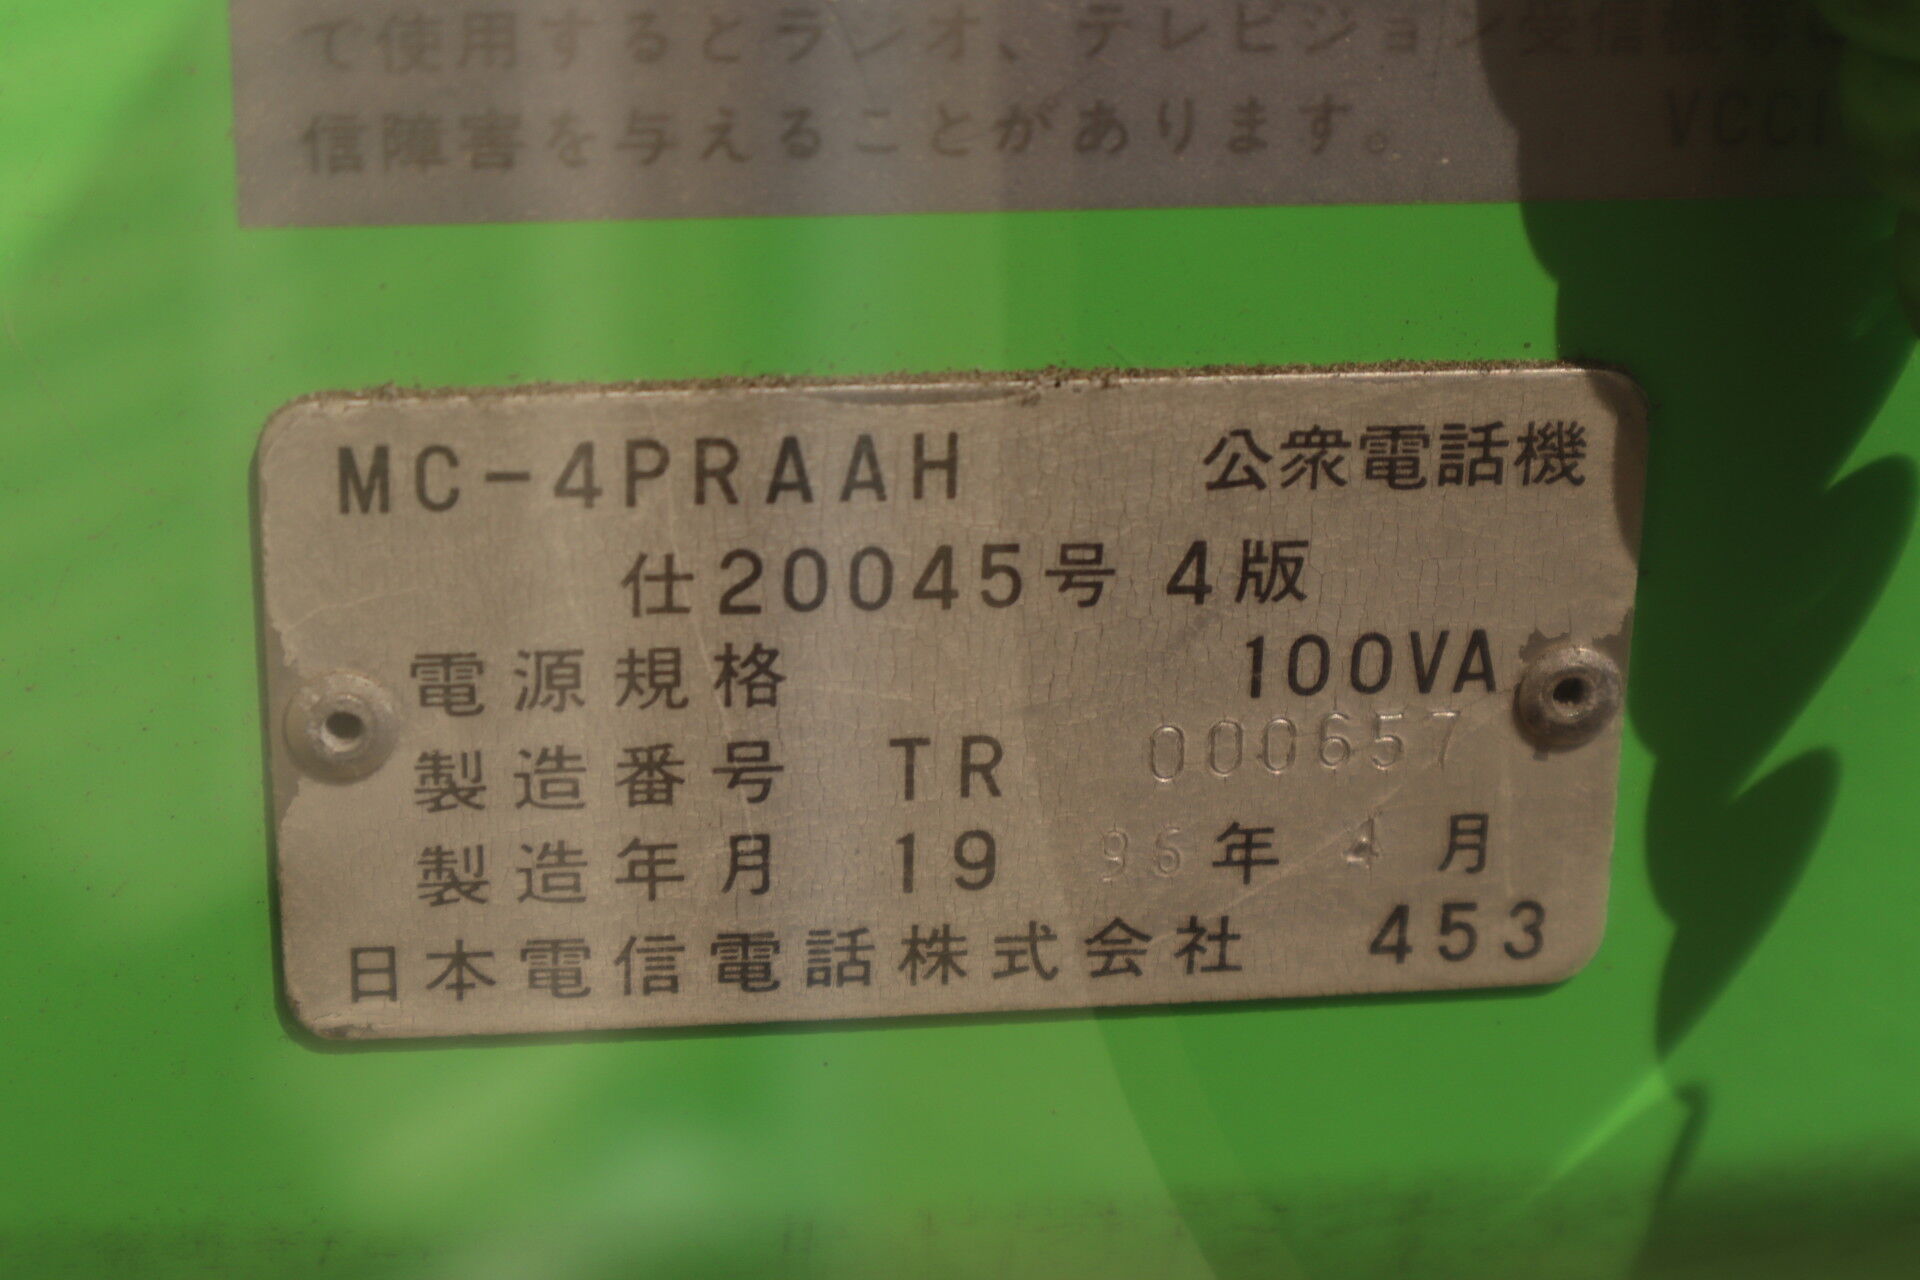 で使用するとラジオ、テレビジョン受信機等に
信障害を与えることがあります。 VCCI
MC-4PRAAH 公衆電話機
仕20045号 4版
電源規格 100VA
製造番号 TR 000657
製造年月 1996年4月
日本電信電話株式会社 453